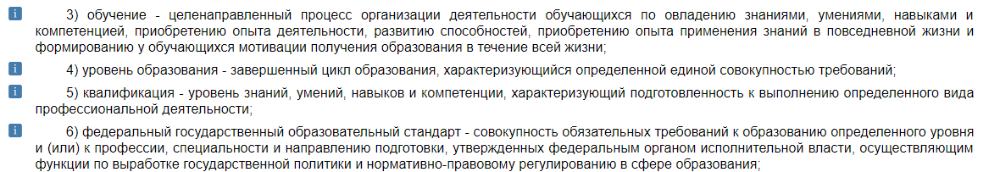 3) обучение - целенаправленный процесс организации деятельности обучающихся по овладению знаниями, умениями, навыками и
компетенцией, приобретению опыта деятельности, развитию способностей, приобретению опыта применения знаний в повседневной жизни и
формированию у обучающихся мотивации получения образования в течение всей жизни;
4) уровень образования - завершенный цикл образования, характеризующийся определенной единой совокупностью требований;
5) квалификация - уровень знаний, умений, навыков и компетенции, характеризующий подготовленность к выполнению определенного вида
профессиональной деятельности;
6) федеральный государственный образовательный стандарт - совокупность обязательных требований к образованию определенного уровня
и (или) к профессии, специальности и направлению подготовки, утвержденных федеральным органом исполнительной власти, осуществляющим
функции по выработке государственной политики и нормативно-правовому регулированию в сфере образования;